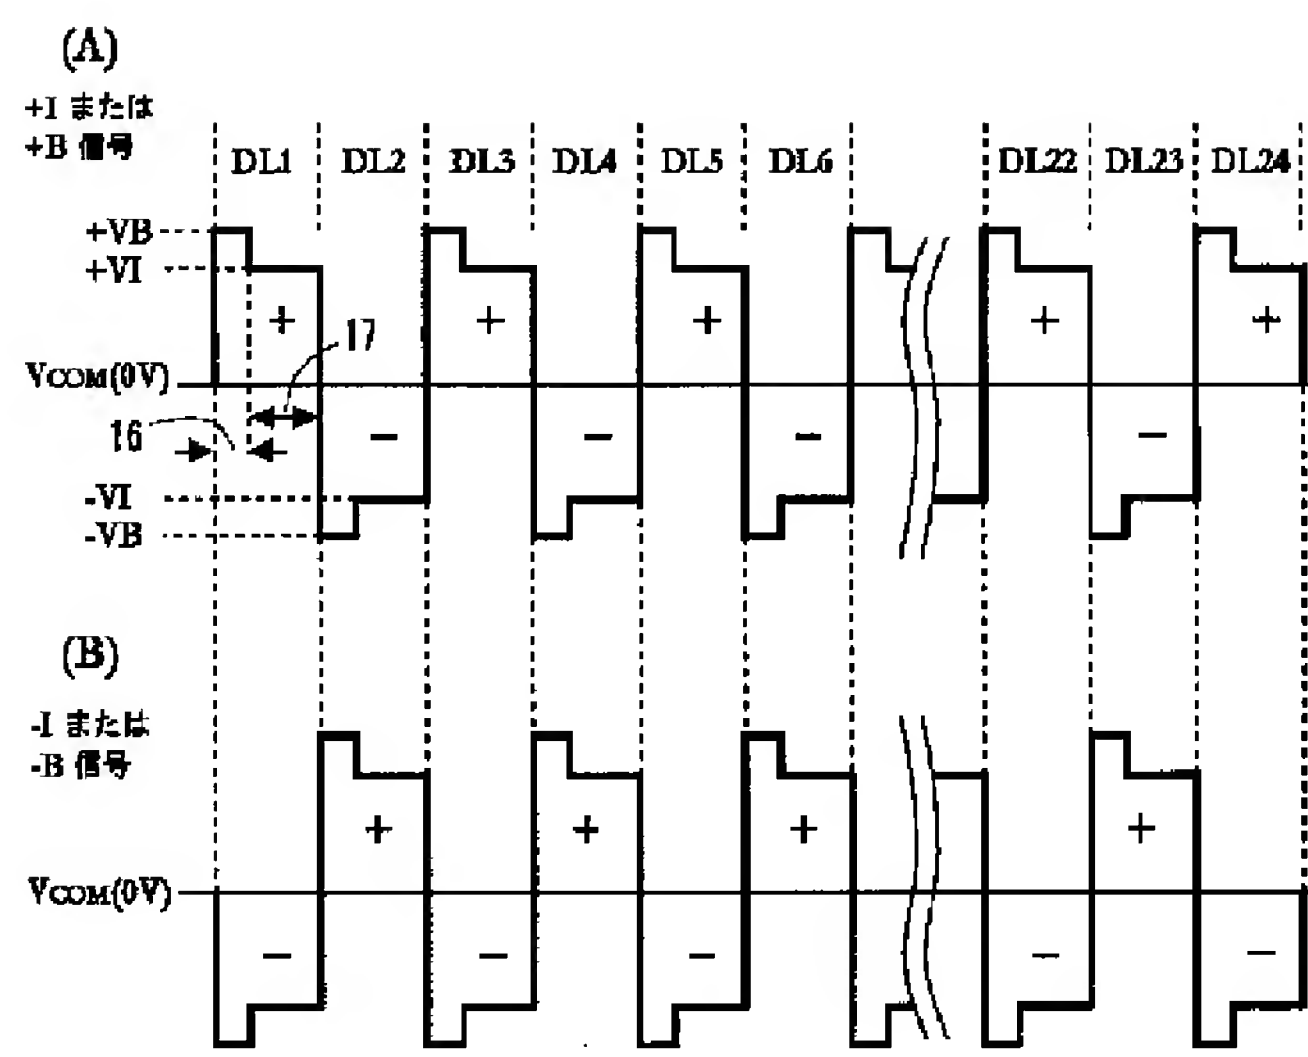 (A)
+I または
+B 信号
DL1 DL2 DL3 DL4 DL5 DL6 DL22 DL23 DL24
+VB
+VI
+ + + + +
17
VCOM(0V)
16
− − − −
-VI
-VB
(B)
-I または
-B 信号
+ + + +
VCOM(0V)
− − − − −